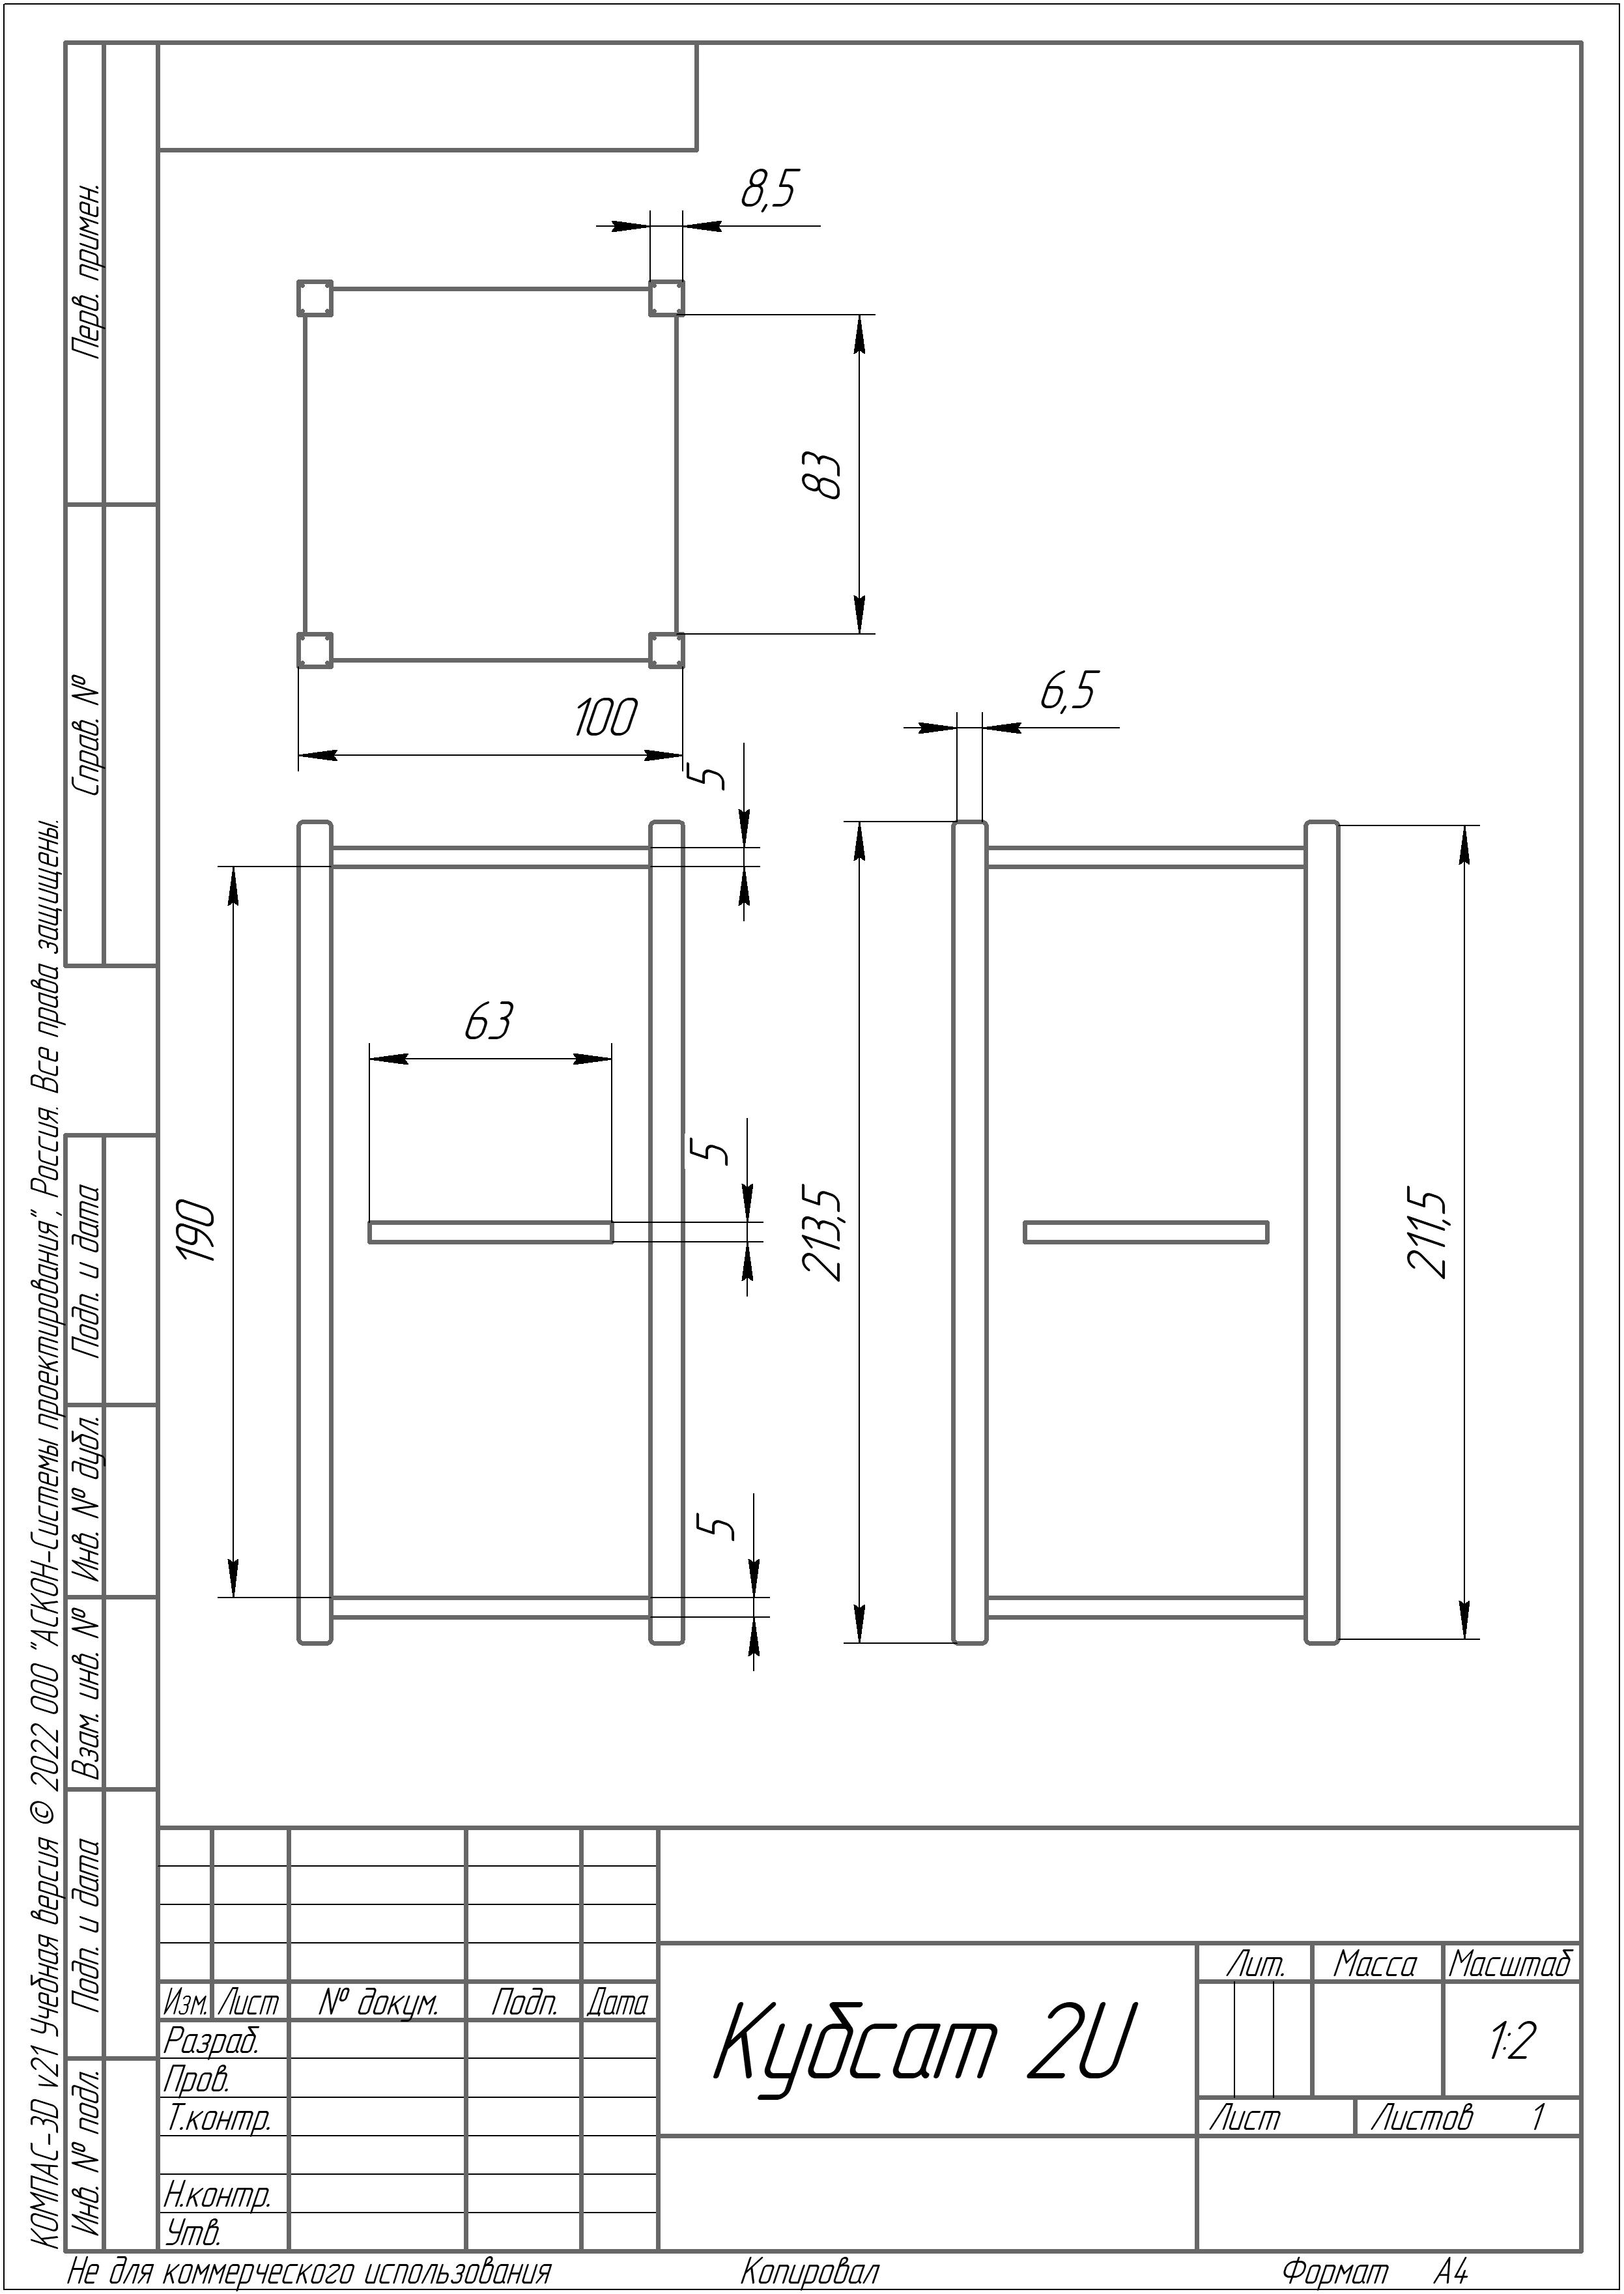 Перв. примен.
Справ. №
Подп. и дата
Инв. № дубл.
Взам. инв. №
Подп. и дата
Инв. № подл.
КОМПАС-3D v21 Учебная версия © 2022 ООО "АСКОН-Системы проектирования", Россия. Все права защищены.
8,5
83
100
6,5
5
63
5
190
213,5
211,5
5
Лит. Масса Масштаб
Изм. Лист № докум. Подп. Дата
Разраб.
Кубсат 2U
1:2
Пров.
Т.контр.
Лист Листов 1
Н.контр.
Утв.
Не для коммерческого использования Копировал Формат А4